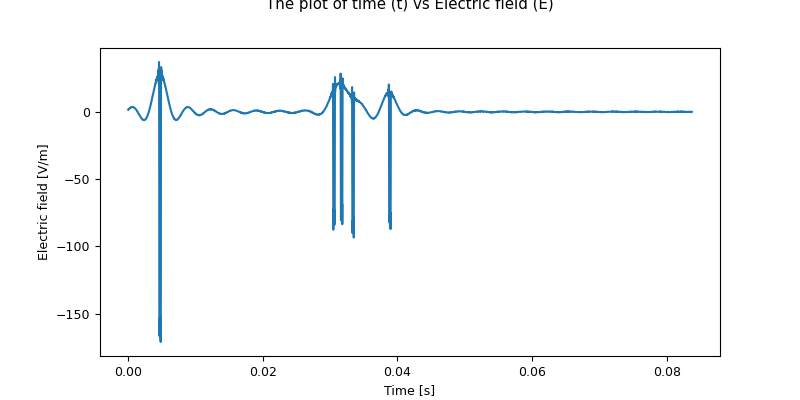 The plot of time (t) vs Electric field (E)
0
−50
−100
−150
Electric field [V/m]
0.00 0.02 0.04 0.06 0.08
Time [s]